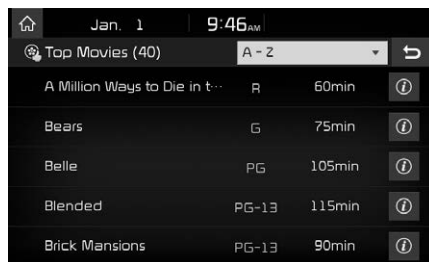 Jan. 1 9:46AM
Top Movies (40) A - Z
A Million Ways to Die in t··· R 60min
Bears G 75min
Belle PG 105min
Blended PG-13 115min
Brick Mansions PG-13 90min